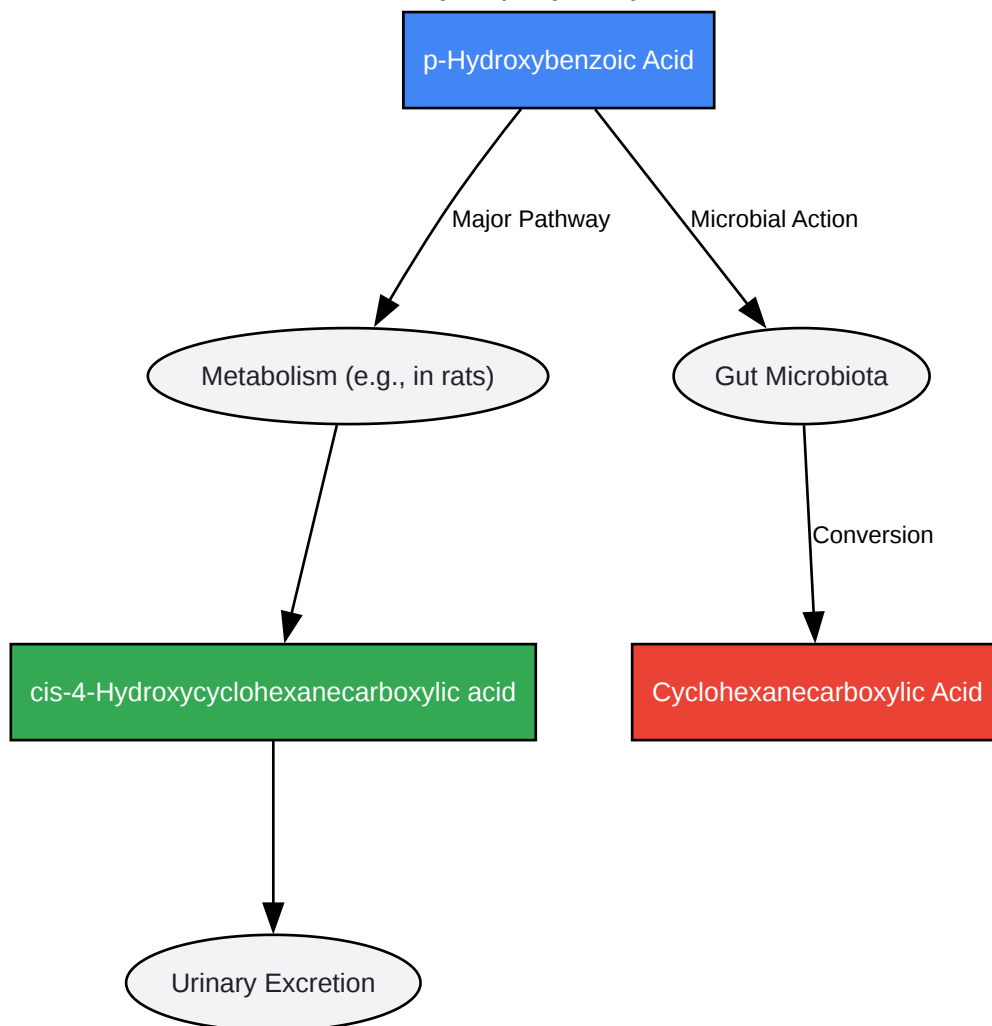 p-Hydroxybenzoic Acid
Major Pathway
Microbial Action
Metabolism (e.g., in rats)
Gut Microbiota
Conversion
cis-4-Hydroxycyclohexanecarboxylic acid
Cyclohexanecarboxylic Acid
Urinary Excretion